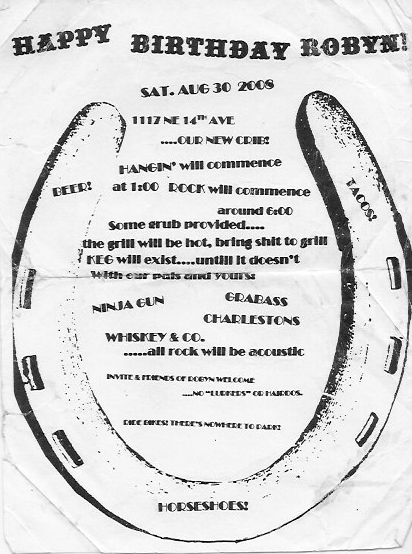 HAPPY BIRTHDAY ROBYN!
SAT. AUG 30 2008
1117 NE 14th AVE
....OUR NEW CRIB!
HANGIN' will commence
BEER! at 1:00 ROCK will commence TACOS!
around 6:00
Some grub provided....
the grill will be hot, bring shit to grill
KEG will exist....untill it doesn't
With our pals and yours:
NINJA GUN GRABASS
CHARLESTONS
WHISKEY & CO.
.....all rock will be acoustic
INVITE & FRIENDS OF ROBYN WELCOME
....NO "LURKERS" OR HAIRDOS.
RIDE BIKES! THERE'S NOWHERE TO PARK!
HORSESHOES!